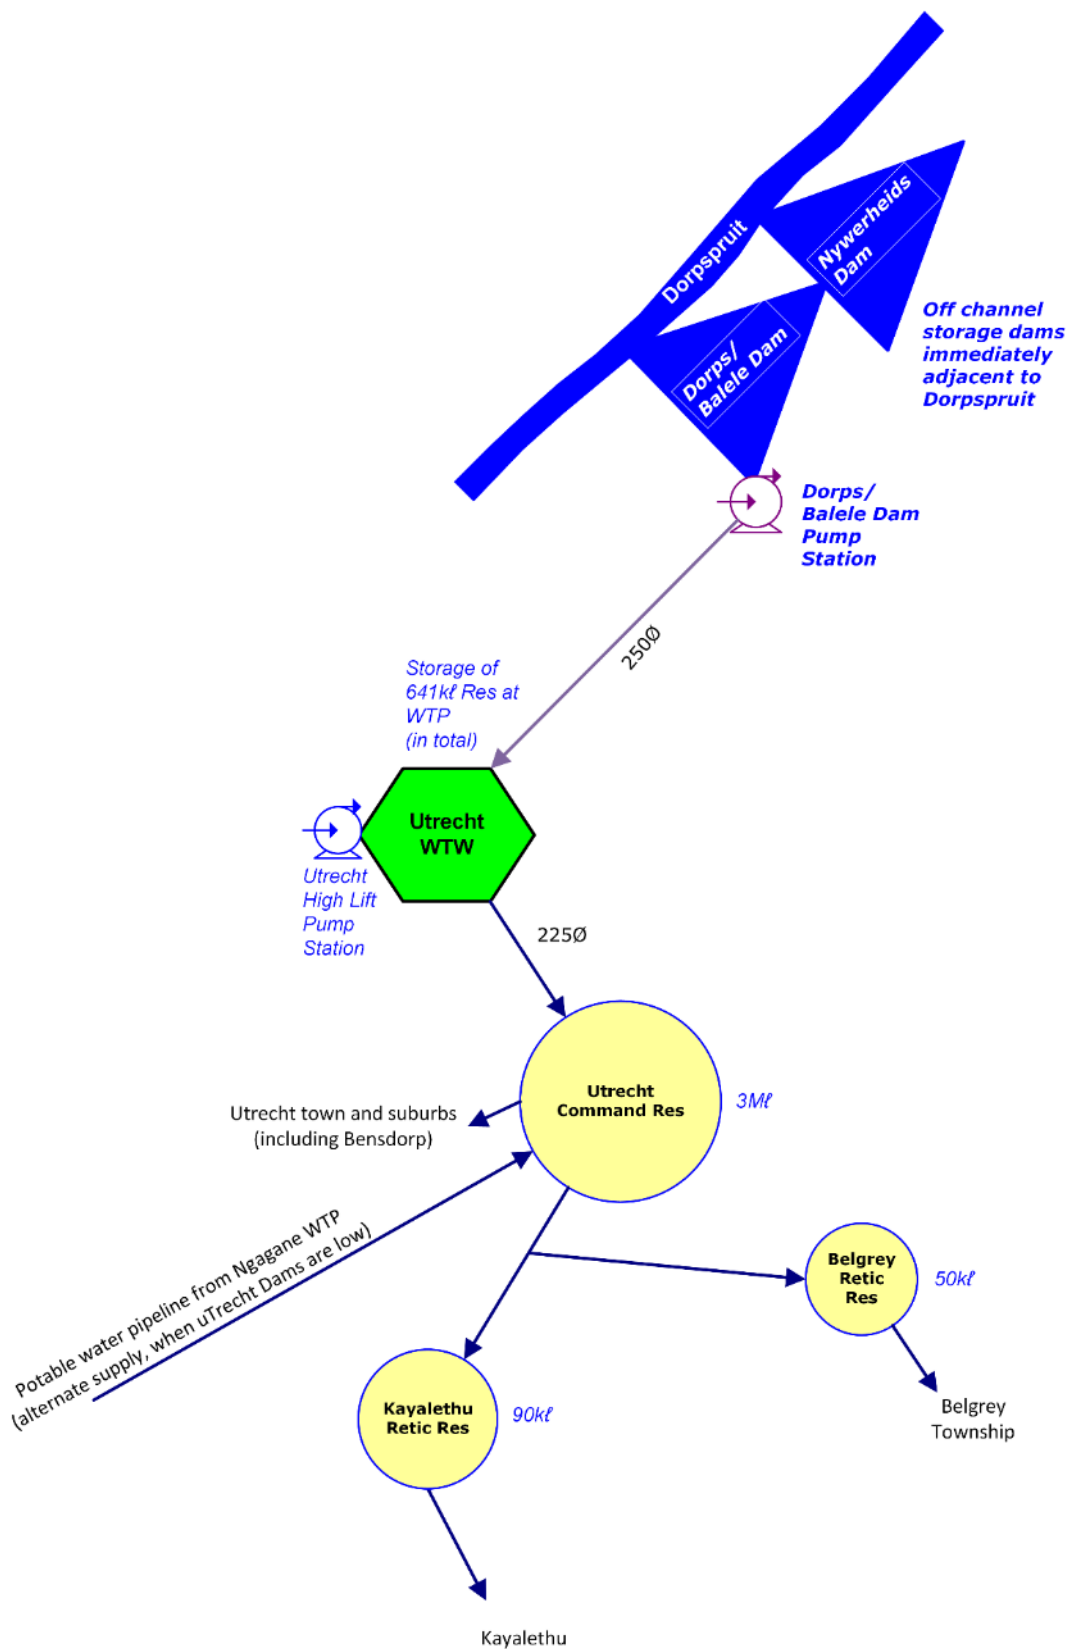 Dorpspruit
Nywerheids
Dam
Off channel
storage dams
immediately
adjacent to
Dorpspruit
Dorps/
Balele Dam
Dorps/
Balele Dam
Pump
Station
250Ø
Storage of
641kℓ Res at
WTP
(in total)
Utrecht
WTW
Utrecht
High Lift
Pump
Station
225Ø
Utrecht
Command Res
3Mℓ
Utrecht town and suburbs
(including Bensdorp)
Potable water pipeline from Ngagane WTP
(alternate supply, when uTrecht Dams are low)
Belgrey
Retic
Res
50kℓ
Kayalethu
Retic Res
90kℓ
Belgrey
Township
Kayalethu